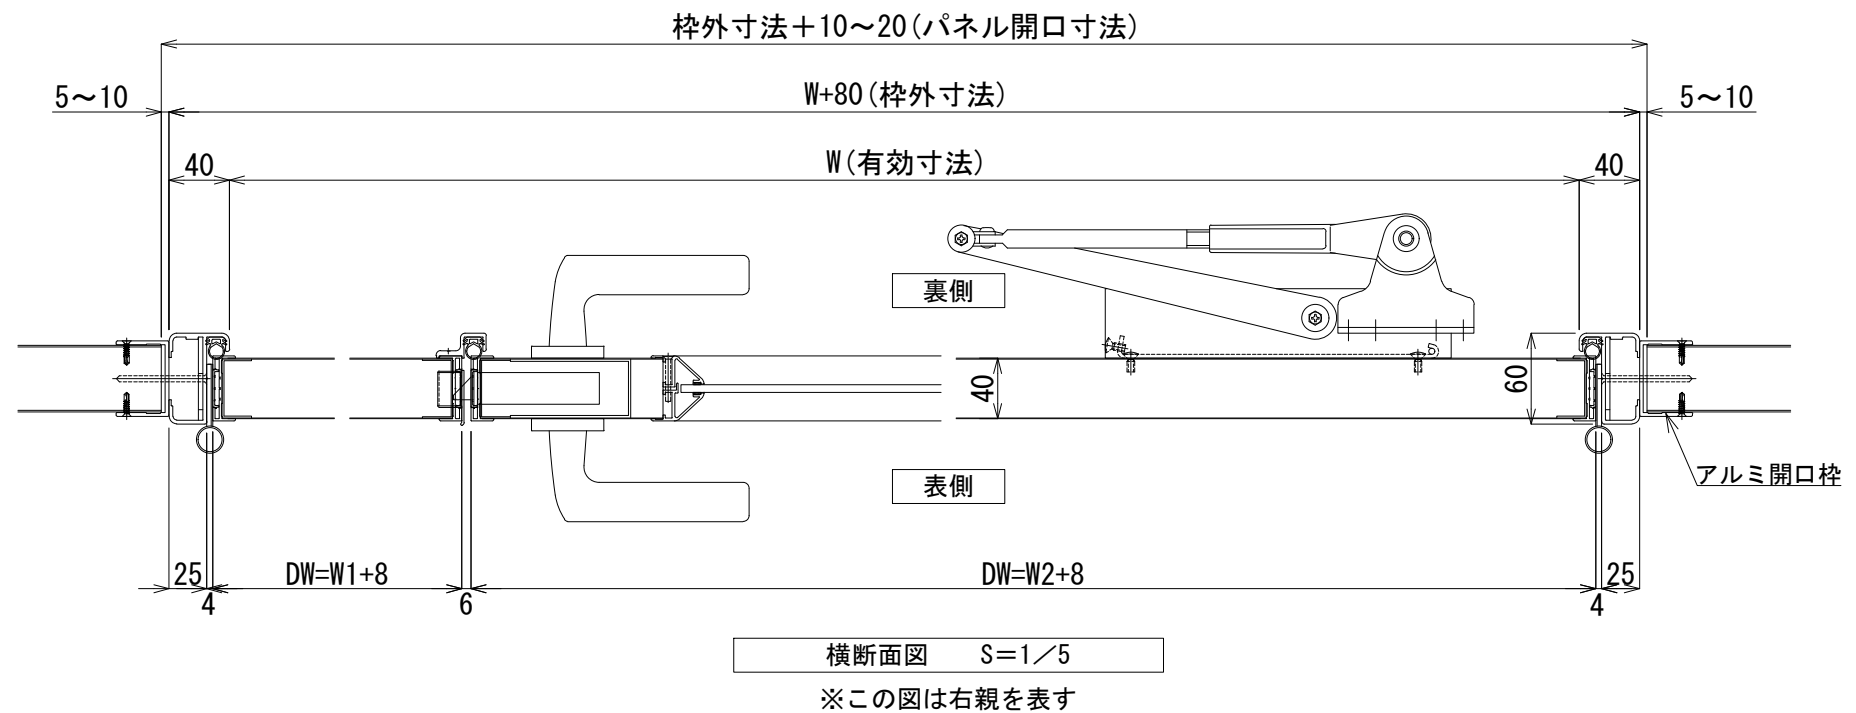 枠外寸法＋10～20(パネル開口寸法)
5～10
W+80(枠外寸法)
5～10
40
W(有効寸法)
40
裏側
40
60
表側
アルミ開口枠
25
4
DW=W1+8
6
DW=W2+8
4
25
横断面図　S＝1／5
※この図は右親を表す